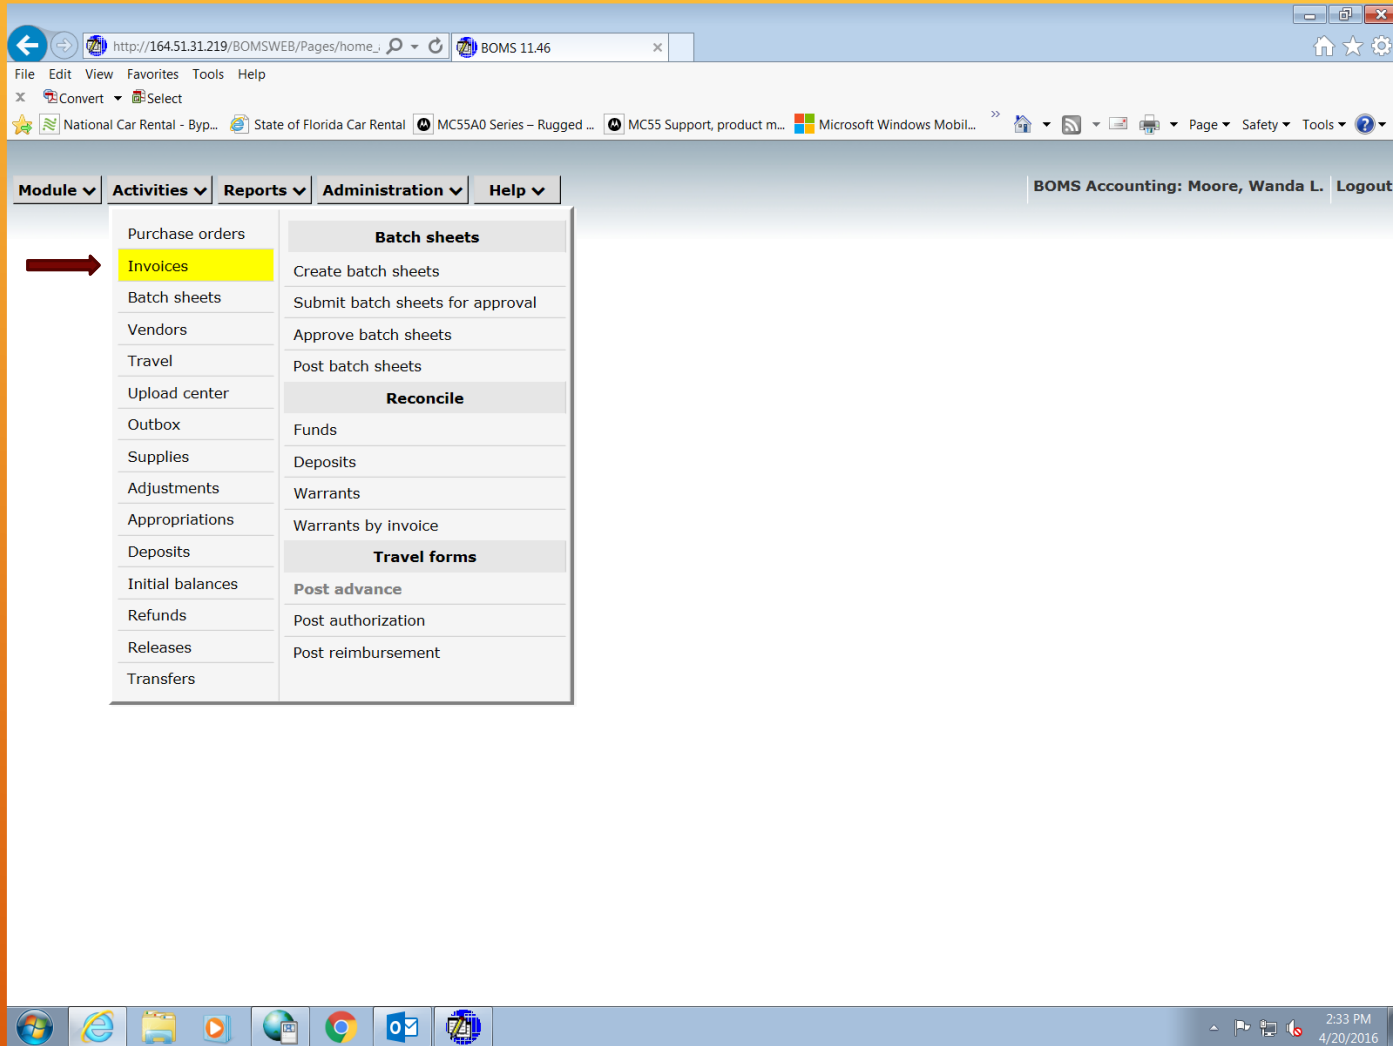 http://164.51.31.219/BOMSWEB/Pages/home_
BOMS 11.46
File Edit View Favorites Tools Help
x Convert Select
National Car Rental - Byp... State of Florida Car Rental MC55A0 Series – Rugged ... MC55 Support, product m... Microsoft Windows Mobil... » Page Safety Tools
Module Activities Reports Administration Help
BOMS Accounting: Moore, Wanda L. Logout
Purchase orders
Invoices
Batch sheets
Vendors
Travel
Upload center
Outbox
Supplies
Adjustments
Appropriations
Deposits
Initial balances
Refunds
Releases
Transfers
Batch sheets
Create batch sheets
Submit batch sheets for approval
Approve batch sheets
Post batch sheets
Reconcile
Funds
Deposits
Warrants
Warrants by invoice
Travel forms
Post advance
Post authorization
Post reimbursement
2:33 PM
4/20/2016